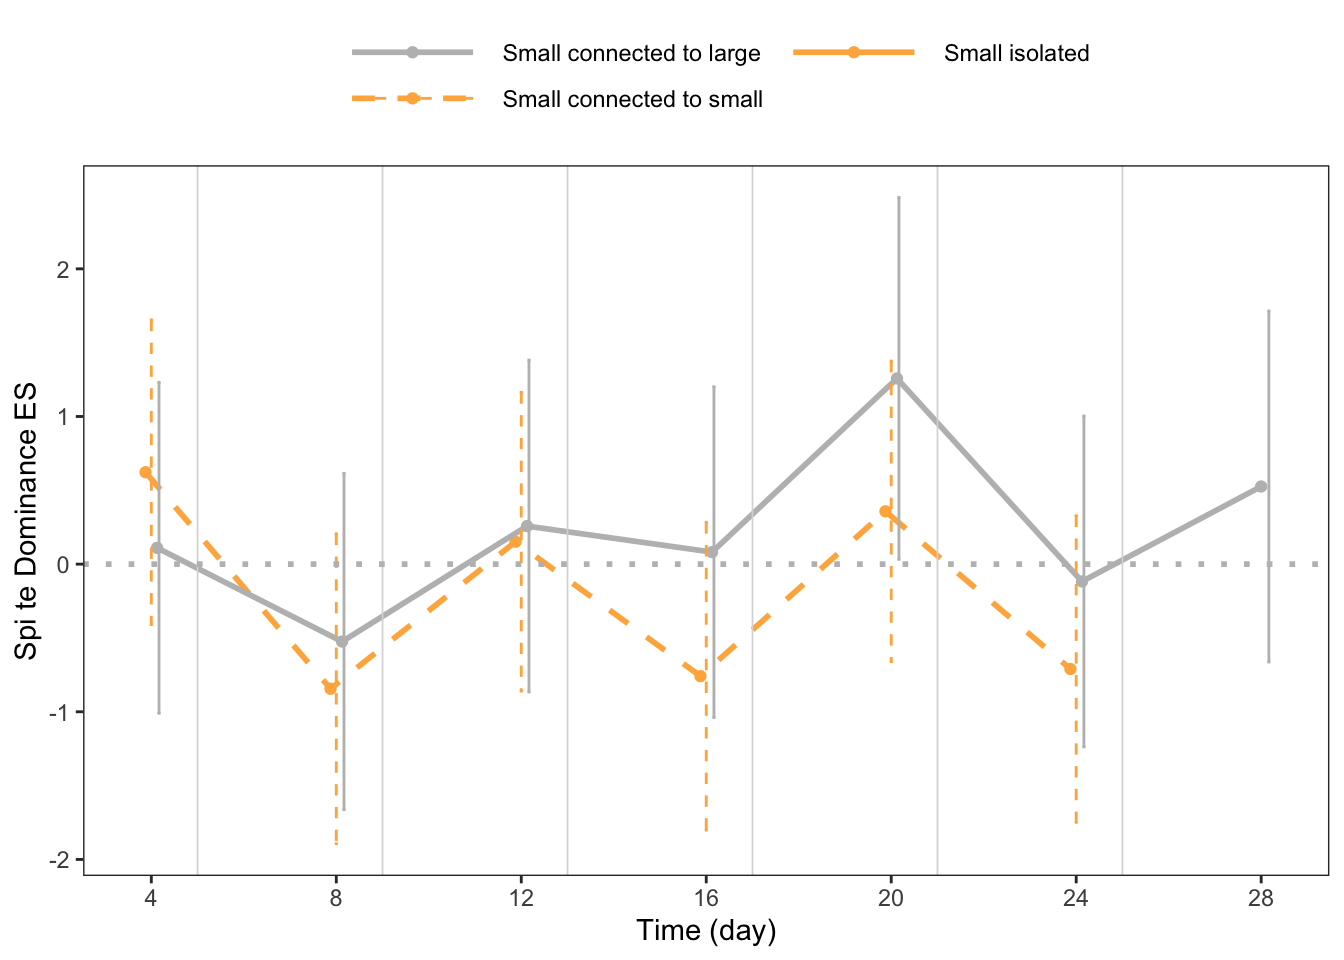 Small connected to large
Small isolated
Small connected to small
Spi te Dominance ES
2
1
0
-1
-2
4 8 12 16 20 24 28
Time (day)